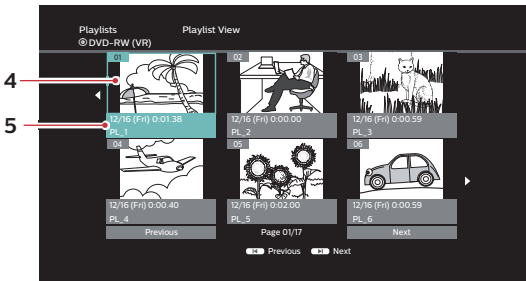 Playlists Playlist View
DVD-RW (VR)
4
5
01 02 03
12/16 (Fri) 0:01.38 12/16 (Fri) 0:00.00 12/16 (Fri) 0:00.59
PL_1 PL_2 PL_3
04 05 06
12/16 (Fri) 0:00.40 12/16 (Fri) 0:02.00 12/16 (Fri) 0:00.59
PL_4 PL_5 PL_6
Previous Page 01/17 Next
Previous Next